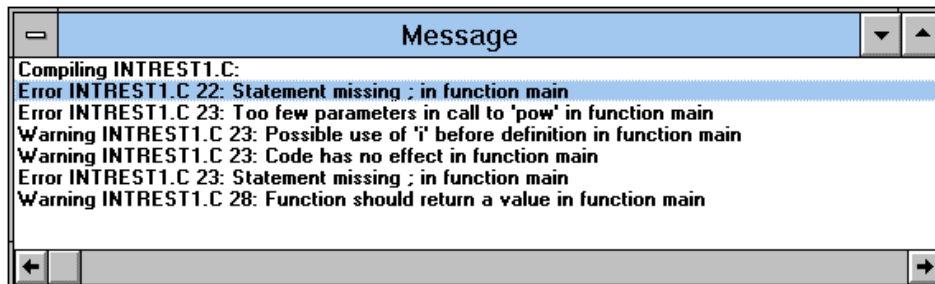 Message
Compiling INTREST1.C:
Error INTREST1.C 22: Statement missing ; in function main
Error INTREST1.C 23: Too few parameters in call to 'pow' in function main
Warning INTREST1.C 23: Possible use of 'i' before definition in function main
Warning INTREST1.C 23: Code has no effect in function main
Error INTREST1.C 23: Statement missing ; in function main
Warning INTREST1.C 28: Function should return a value in function main